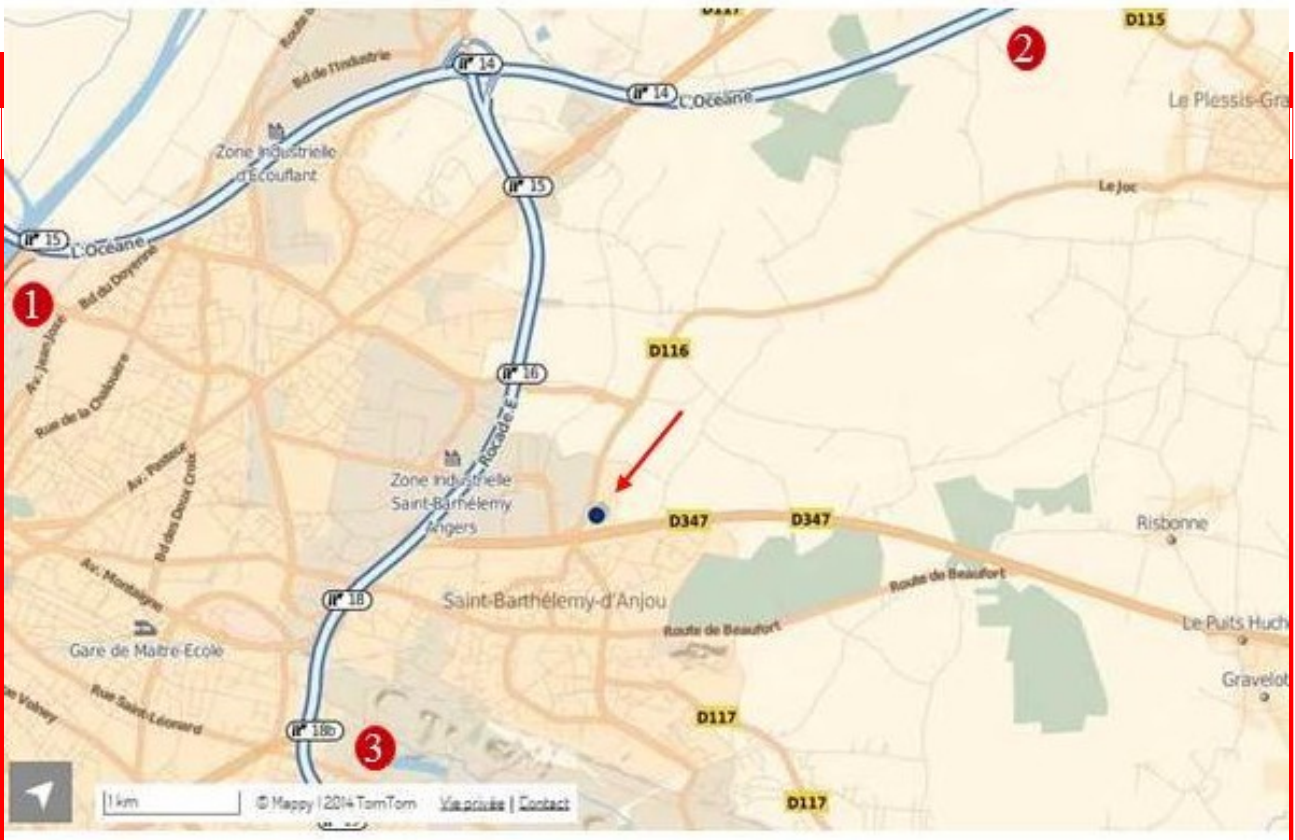 D117
D115
2
Route d
Bd de l'Industrie
14
14
L'Océane
Le Plessis-Gra
Zone Industrielle
d'Ecouflant
15
Le Joc
15
L'Océane
Bd du Doyenné
1
D116
Av. Jean Joxé
16
Rue de la Chalouère
Rocade E
Av. Pasteur
Bd des Doux Croix
Zone Industrielle
Saint-Barhélemy
Angers
D347
D347
Risbonne
Av. Montaigne
18
Saint-Barthélemy-d'Anjou
Route de Beaufort
Route de Beaufort
Le Puits Huch
Gare de Maître-Ecole
Gravelot
Rue Saint-Léonard
ue Volney
D117
18b
3
1 km
© Mappy | 2014 TomTom
Vie privée | Contact
D117